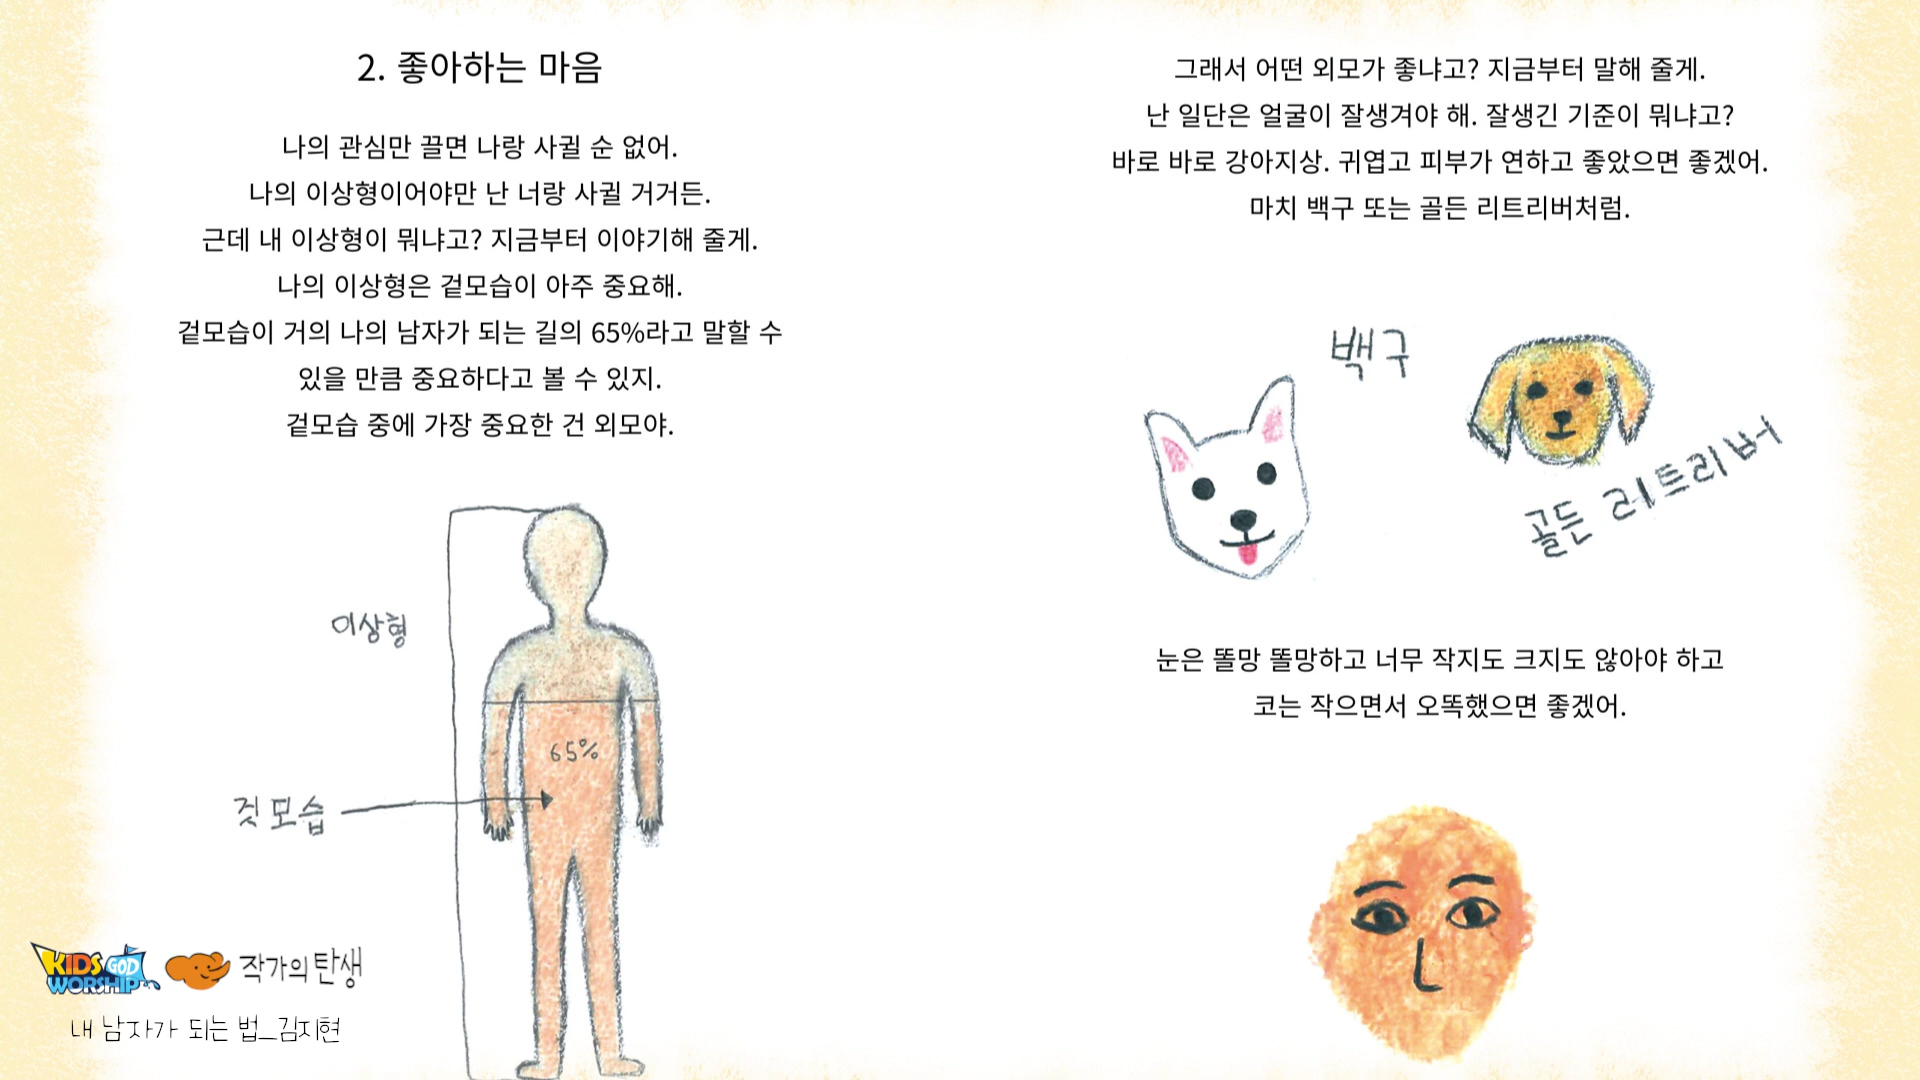 2. 좋아하는 마음
나의 관심만 끌면 나랑 사귈 순 없어.
나의 이상형이어야만 난 너랑 사귈 거거든.
근데 내 이상형이 뭐냐고? 지금부터 이야기해 줄게.
나의 이상형은 겉모습이 아주 중요해.
겉모습이 거의 나의 남자가 되는 길의 65%라고 말할 수
있을 만큼 중요하다고 볼 수 있지.
겉모습 중에 가장 중요한 건 외모야.
이상형
65%
것모습
KIDS GOD
WORSHIP
작가의 탄생
내 남자가 되는 법_김지현
그래서 어떤 외모가 좋냐고? 지금부터 말해 줄게.
난 일단은 얼굴이 잘생겨야 해. 잘생긴 기준이 뭐냐고?
바로 바로 강아지상. 귀엽고 피부가 연하고 좋았으면 좋겠어.
마치 백구 또는 골든 리트리버처럼.
백구
골든 리트리버
눈은 똘망 똘망하고 너무 작지도 크지도 않아야 하고
코는 작으면서 오똑했으면 좋겠어.